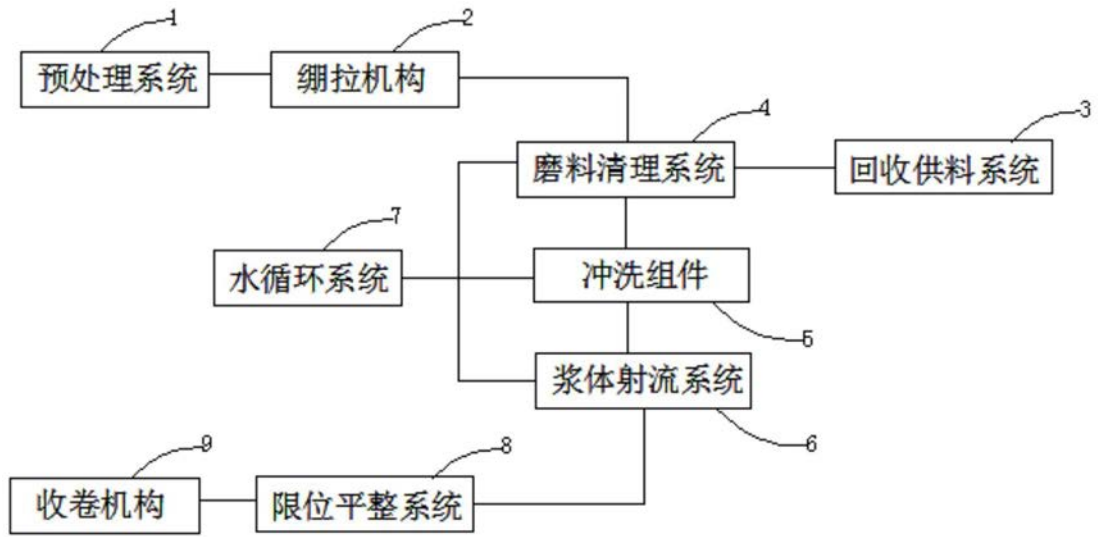 1
2
预处理系统
绷拉机构
4
3
磨料清理系统
回收供料系统
7
水循环系统
冲洗组件
5
浆体射流系统
6
9
8
收卷机构
限位平整系统